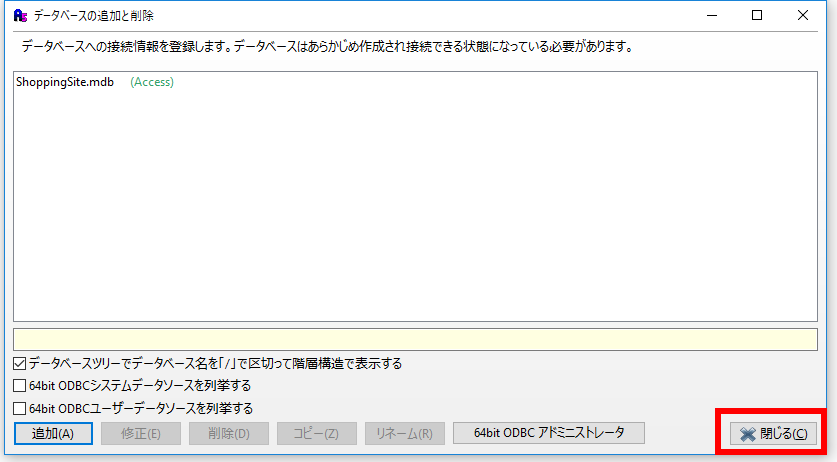 データベースの追加と削除
データベースへの接続情報を登録します。データベースはあらかじめ作成され接続できる状態になっている必要があります。
ShoppingSite.mdb (Access)
データベースツリーでデータベース名を「/」で区切って階層構造で表示する
64bit ODBCシステムデータソースを列挙する
64bit ODBCユーザーデータソースを列挙する
追加(A) 修正(E) 削除(D) コピー(Z) リネーム(R) 64bit ODBC アドミニストレータ 閉じる(C)